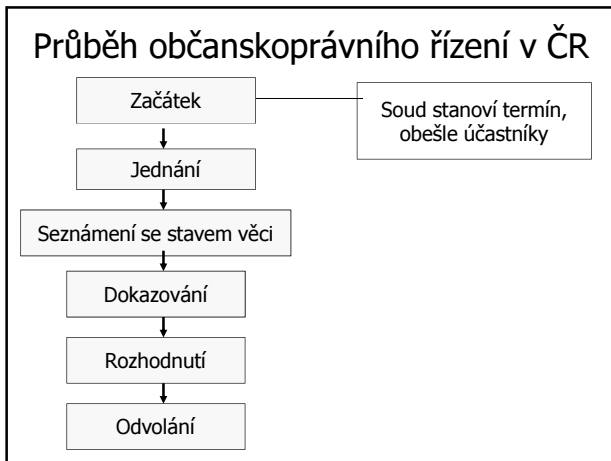 Průběh občanskoprávního řízení v ČR
Začátek
Soud stanoví termín,
obešle účastníky
Jednání
Seznámení se stavem věci
Dokazování
Rozhodnutí
Odvolání